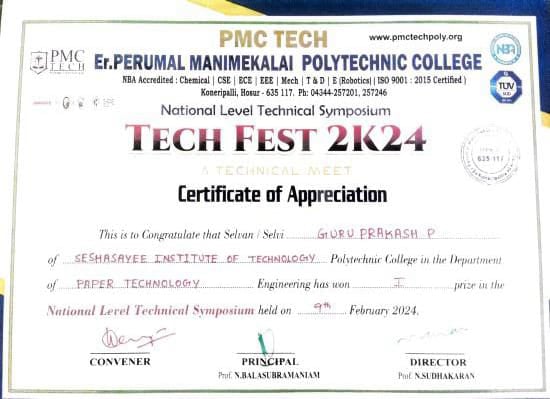 PMC TECH
www.pmctechpoly.org
PMC
TECH
Er.PERUMAL MANIMEKALAI POLYTECHNIC COLLEGE
NBA Accredited : Chemical | CSE | ECE | EEE | Mech | T & D | E (Robotics) | ISO 9001 : 2015 Certified )
Koneripalli, Hosur - 635 117. Ph: 04344-257201, 257246
NBA
TÜV
National Level Technical Symposium
TECH FEST 2K24
A TECHNICAL MEET
635 117
Certificate of Appreciation
This is to Congratulate that Selvan / Selvi GURU PRAKASH P
of SESHASAYEE INSTITUTE OF TECHNOLOGY Polytechnic College in the Department
of PAPER TECHNOLOGY Engineering has won I prize in the
National Level Technical Symposium held on 9th February 2024.
CONVENER PRINCIPAL DIRECTOR
Prof. N.BALASUBRAMANIAM Prof. N.SUDHAKARAN